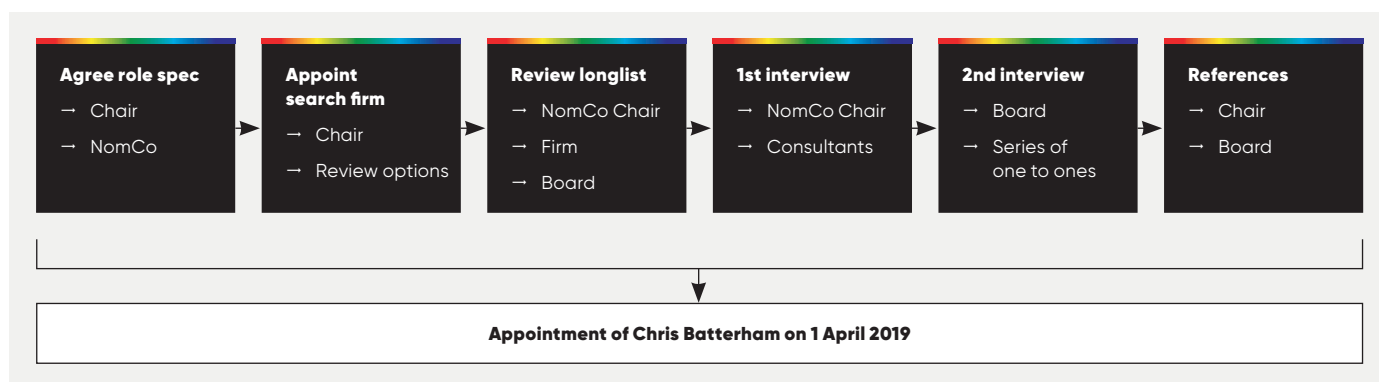 Agree role spec
→ Chair
→ NomCo
Appoint
search firm
→ Chair
→ Review options
Review longlist
→ NomCo Chair
→ Firm
→ Board
1st interview
→ NomCo Chair
→ Consultants
2nd interview
→ Board
→ Series of
one to ones
References
→ Chair
→ Board
Appointment of Chris Batterham on 1 April 2019